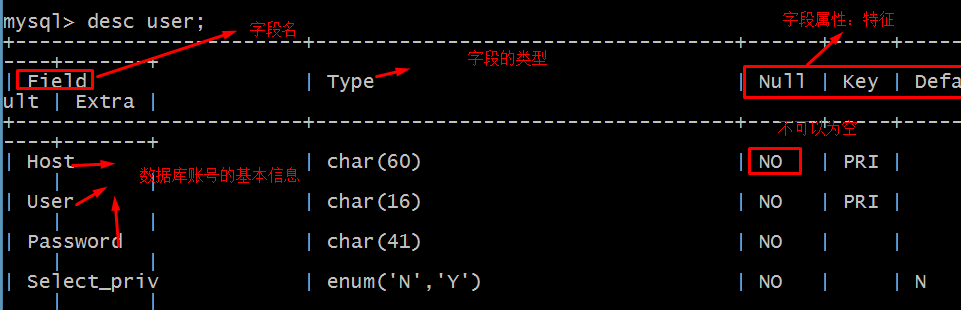 mysql> desc user;
字段名
字段属性：特征
字段的类型
+----------------------------+----------------------------------------+-------+------+-----
----+-------+
| Field | Type | Null | Key | Defa
ult | Extra |
+----------------------------+----------------------------------------+-------+------+-----
----+-------+
不可以为空
| Host | char(60) | NO | PRI |
| |
数据库账号的基本信息
| User | char(16) | NO | PRI |
| |
| Password | char(41) | NO | |
| |
| Select_priv | enum('N','Y') | NO | | N
| |